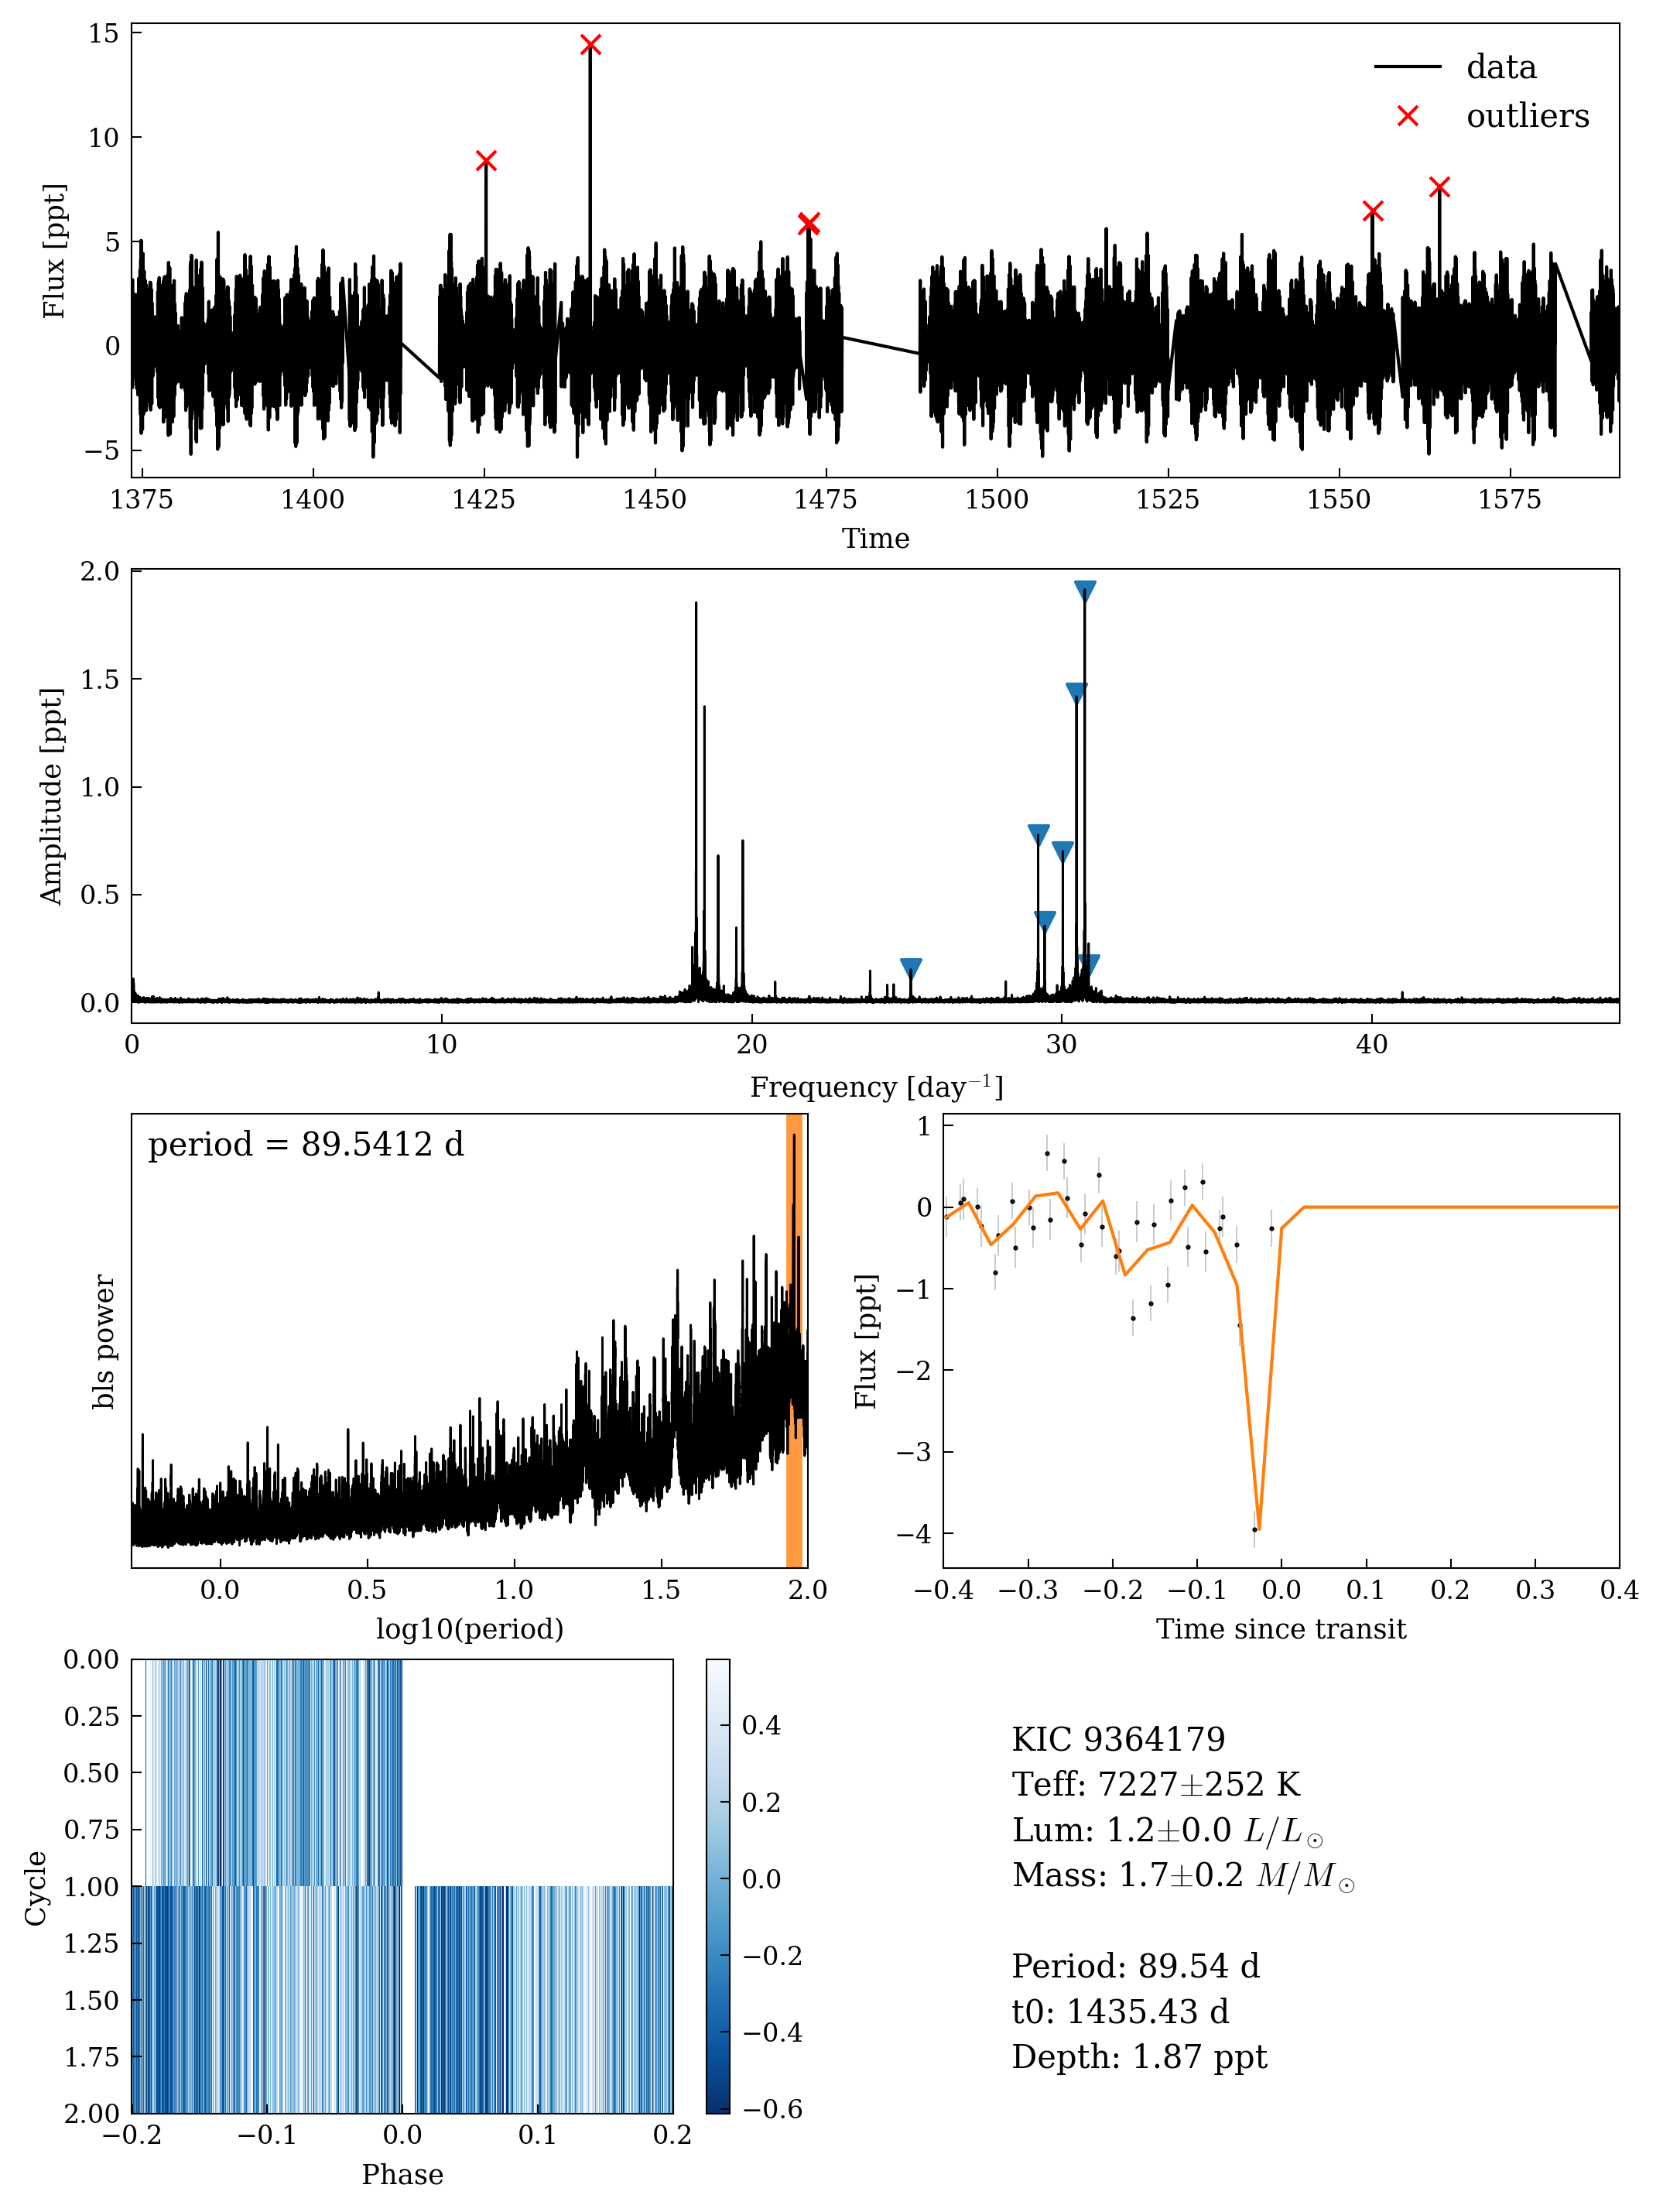 15
10
5
0
−5
Flux [ppt]
data
outliers
1375 1400 1425 1450 1475 1500 1525 1550 1575
Time
2.0
1.5
1.0
0.5
0.0
Amplitude [ppt]
0 10 20 30 40
Frequency [day⁻¹]
period = 89.5412 d
bls power
0.0 0.5 1.0 1.5 2.0
log10(period)
1
0
−1
−2
−3
−4
Flux [ppt]
−0.4 −0.3 −0.2 −0.1 0.0 0.1 0.2 0.3 0.4
Time since transit
0.00
0.25
0.50
0.75
1.00
1.25
1.50
1.75
2.00
Cycle
−0.2 −0.1 0.0 0.1 0.2
Phase
0.4
0.2
0.0
−0.2
−0.4
−0.6
KIC 9364179
Teff: 7227±252 K
Lum: 1.2±0.0 L/L⊙
Mass: 1.7±0.2 M/M⊙
Period: 89.54 d
t0: 1435.43 d
Depth: 1.87 ppt